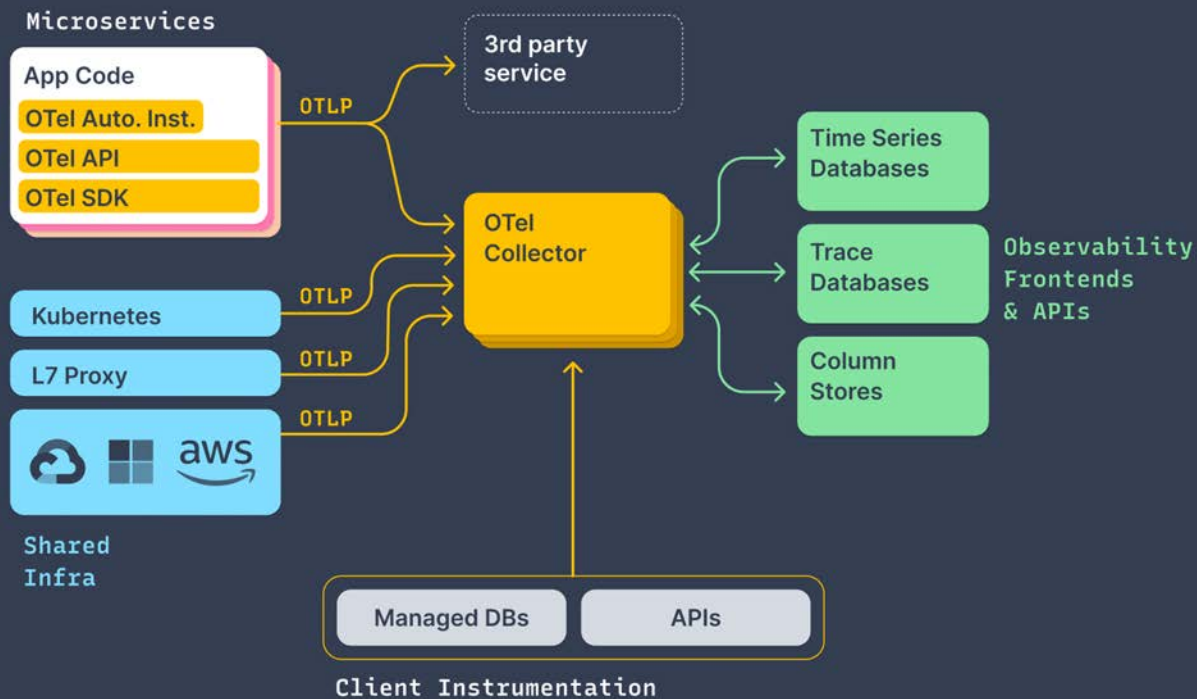 Microservices
App Code
OTel Auto. Inst.
OTel API
OTel SDK
OTLP
3rd party
service
OTel
Collector
Time Series
Databases
Trace
Databases
Column
Stores
Observability
Frontends
& APIs
Kubernetes
OTLP
L7 Proxy
OTLP
OTLP
aws
Shared
Infra
Managed DBs
APIs
Client Instrumentation